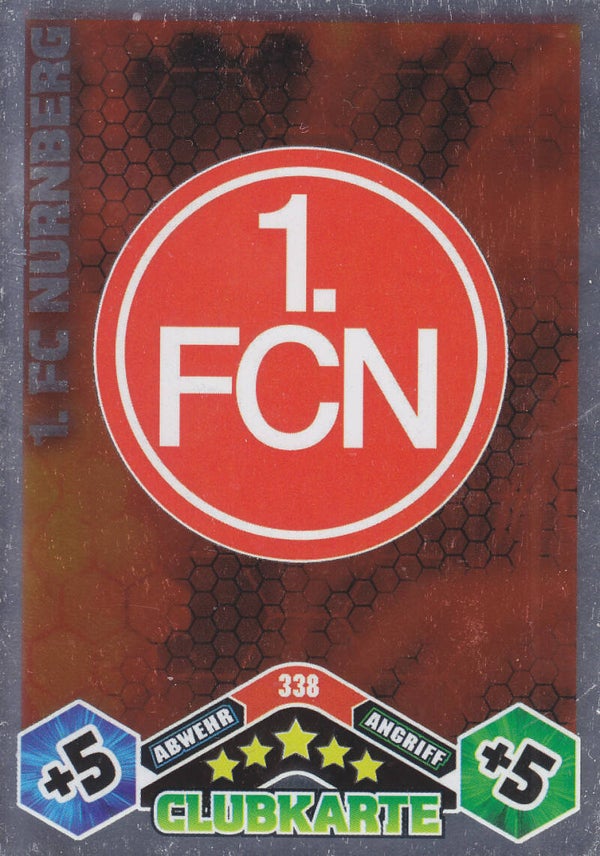 1. FC NÜRNBERG
1.
FCN
338
ABWEHR
ANGRIFF
+5
+5
CLUBKARTE